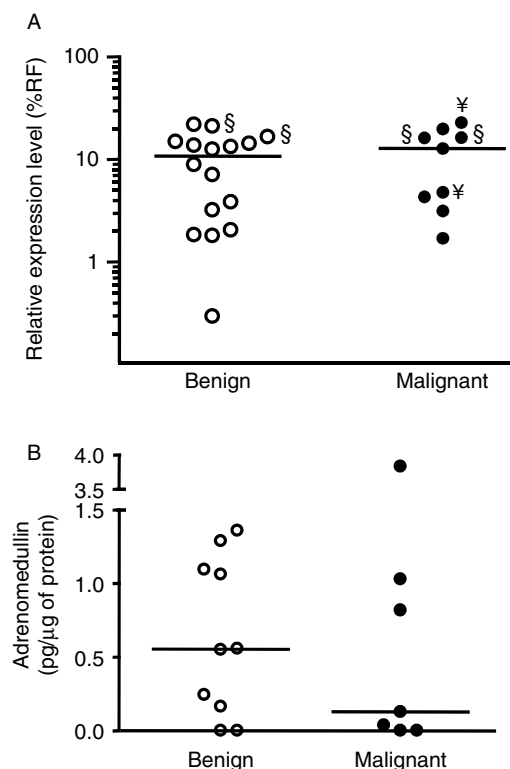 A
Relative expression level (%RF)
100
10
1
§
§
¥
§
§
¥
Benign
Malignant
B
Adrenomedullin
(pg/μg of protein)
4.0
3.5
1.5
1.0
0.5
0.0
Benign
Malignant